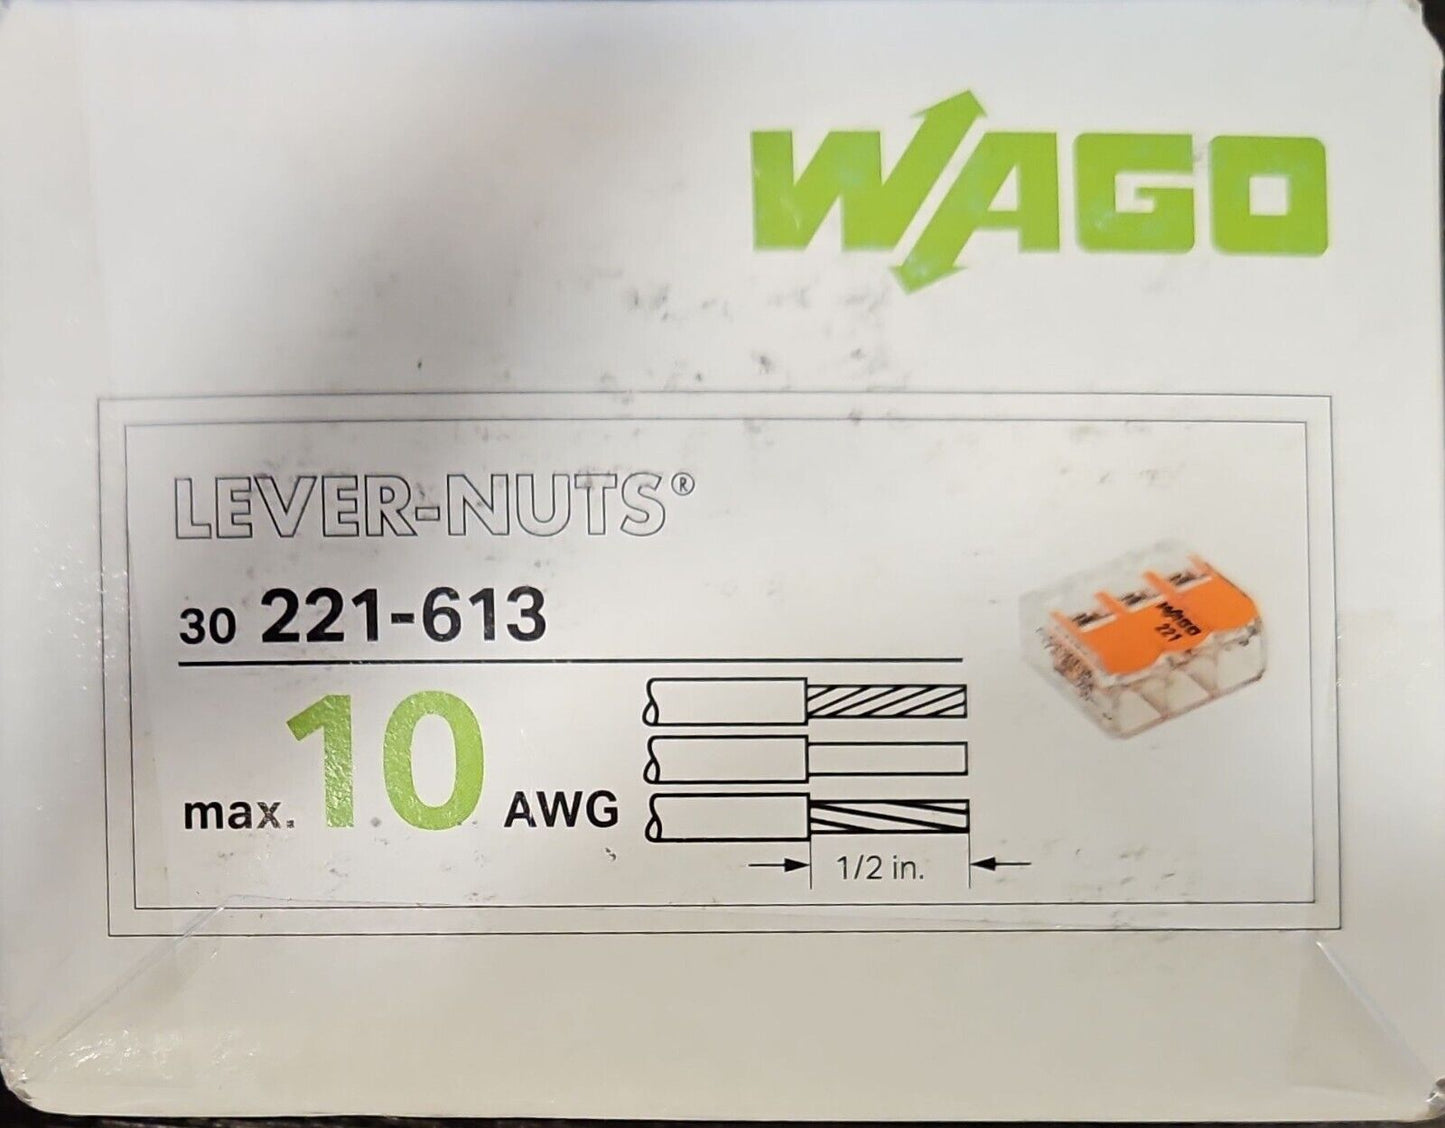 WAGO
LEVER-NUTS®
30 221-613
max. 10 AWG
1/2 in.
WAGO
221